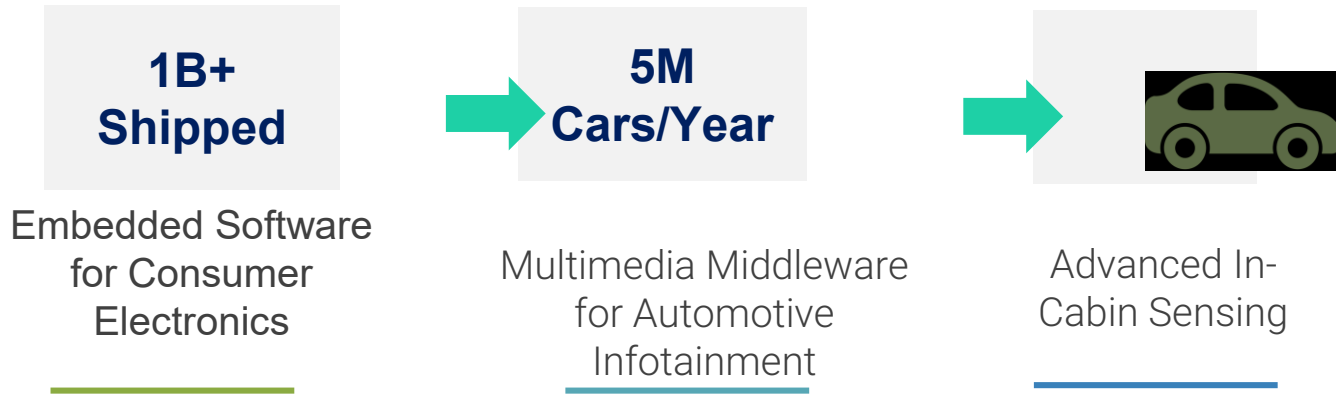 1B+
Shipped
Embedded Software
for Consumer
Electronics
5M
Cars/Year
Multimedia Middleware
for Automotive
Infotainment
Advanced In-
Cabin Sensing